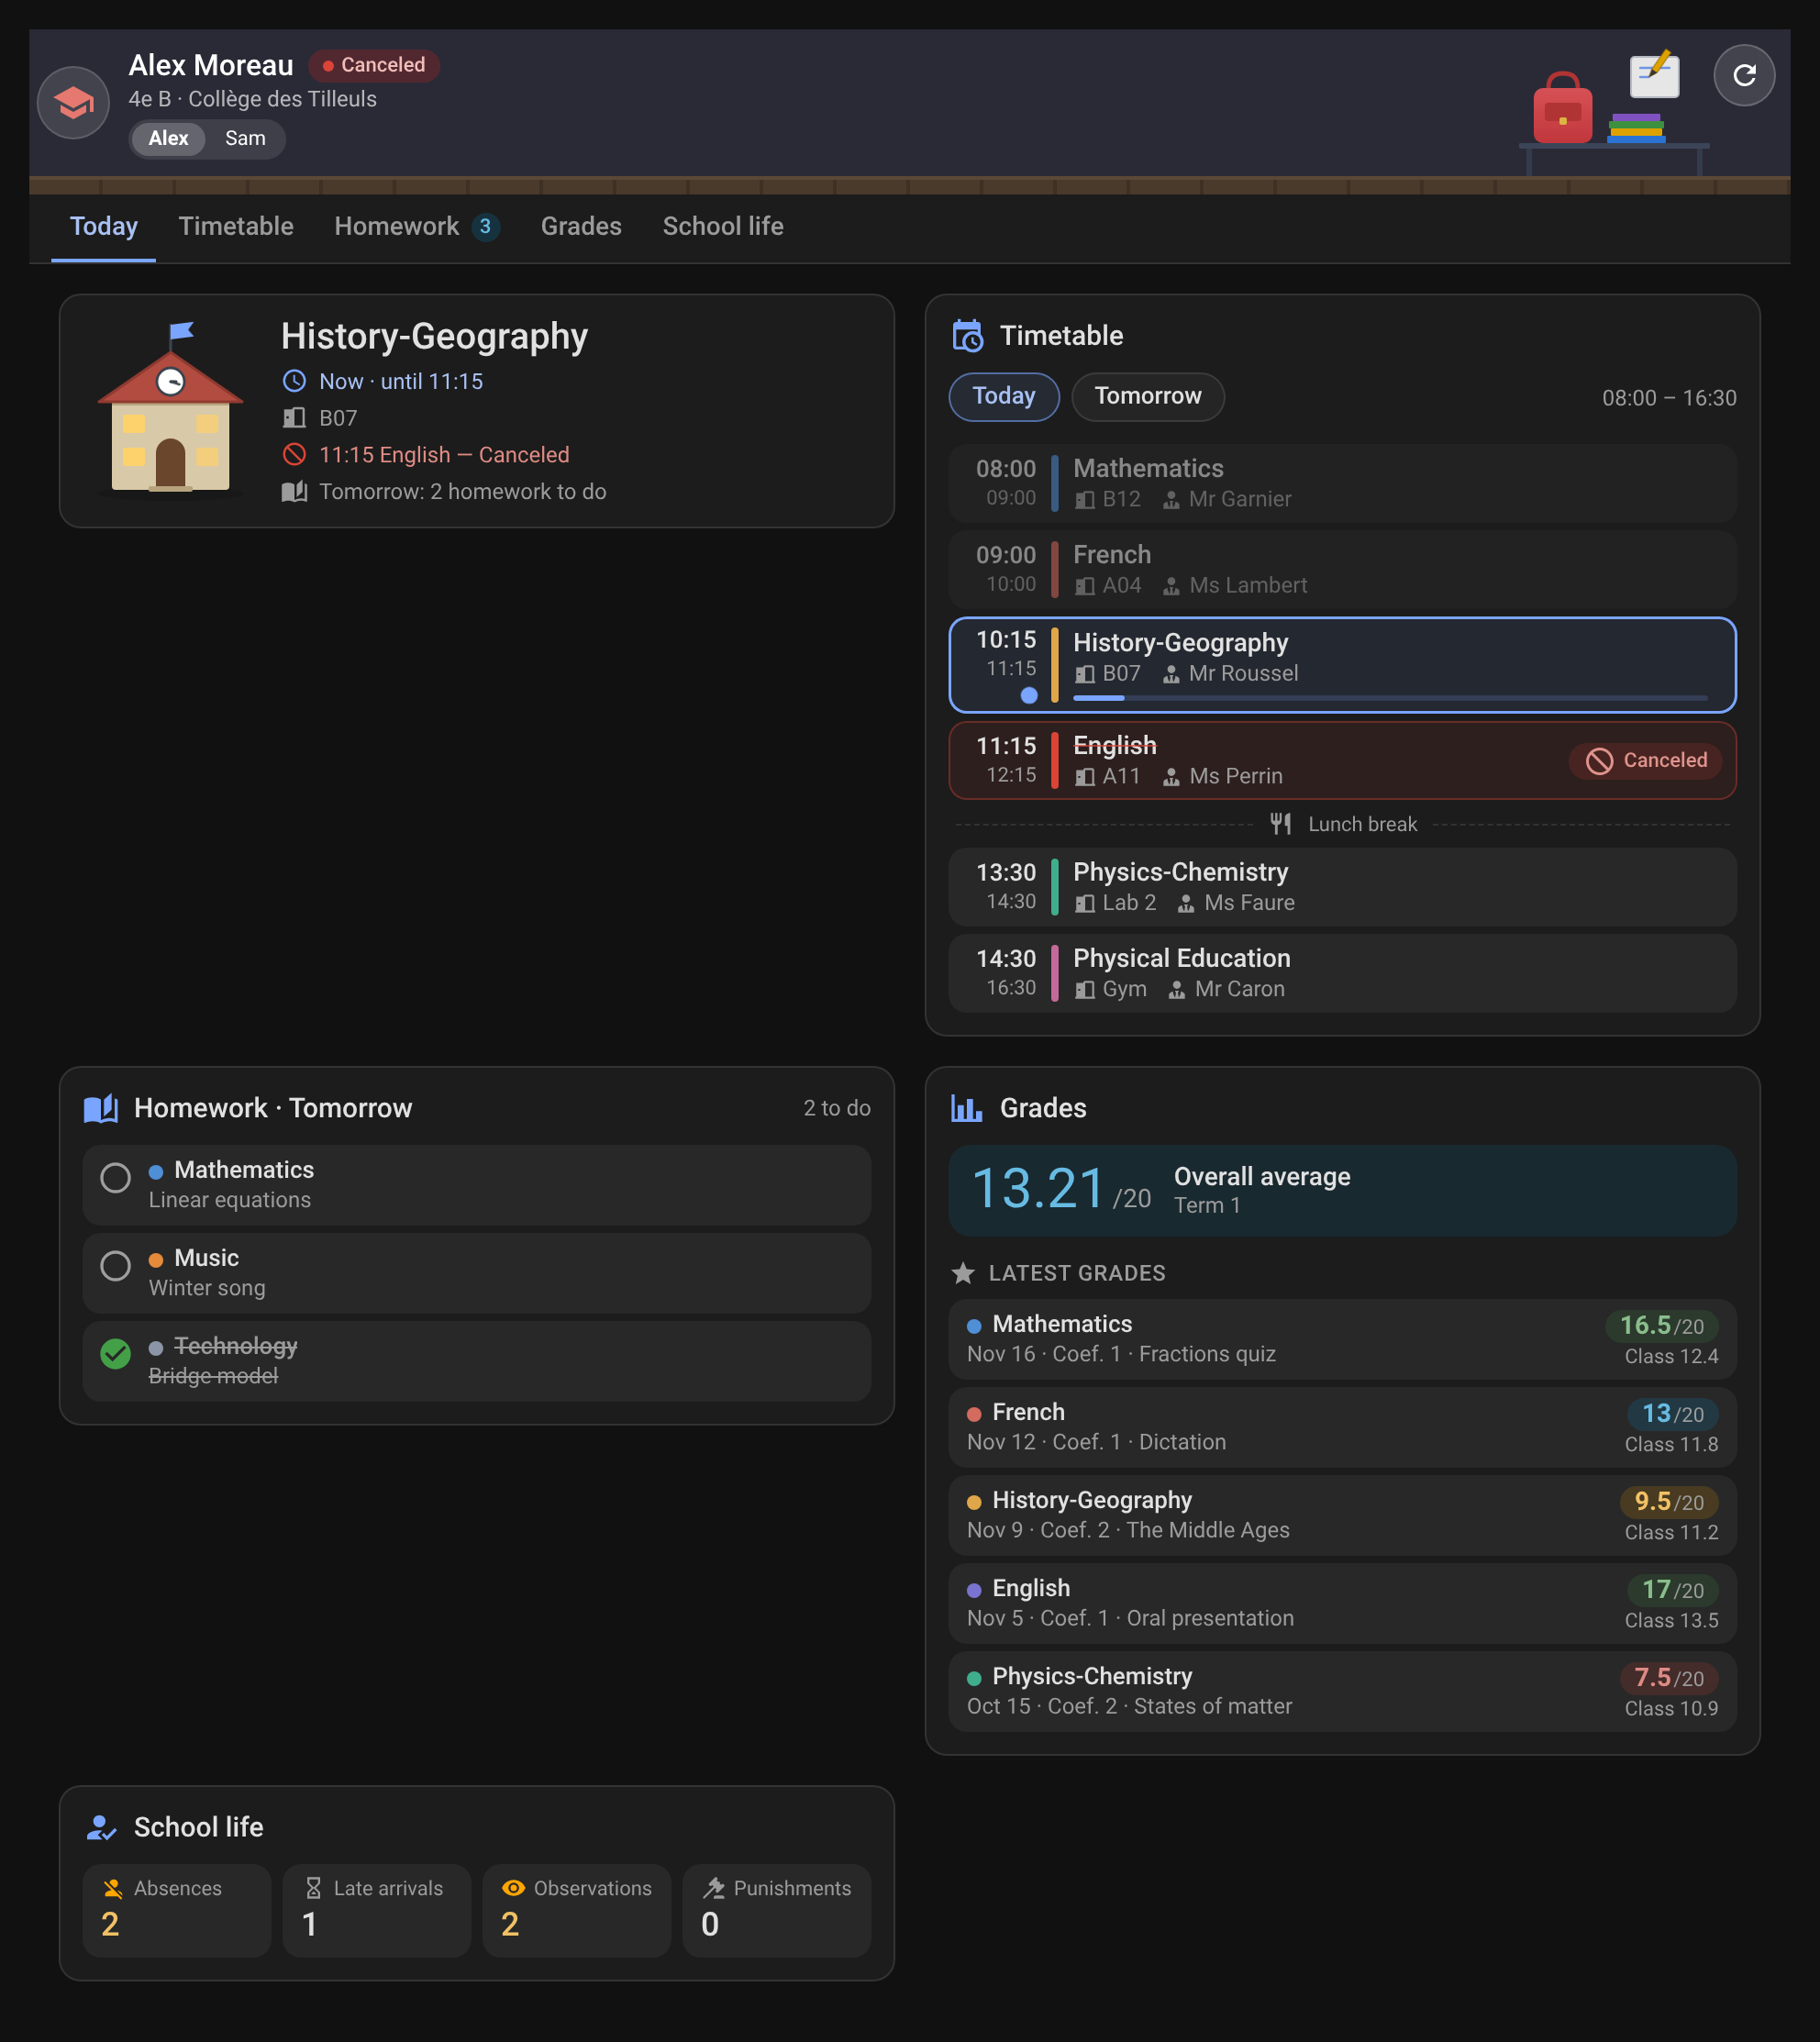 Alex Moreau
Canceled
4e B · Collège des Tilleuls
Alex Sam
Today Timetable Homework 3 Grades School life
History-Geography
Now · until 11:15
B07
11:15 English — Canceled
Tomorrow: 2 homework to do
Timetable
Today Tomorrow 08:00 – 16:30
08:00 Mathematics
09:00 B12 Mr Garnier
09:00 French
10:00 A04 Ms Lambert
10:15 History-Geography
11:15 B07 Mr Roussel
11:15 English
12:15 A11 Ms Perrin
Canceled
Lunch break
13:30 Physics-Chemistry
14:30 Lab 2 Ms Faure
14:30 Physical Education
16:30 Gym Mr Caron
Homework · Tomorrow 2 to do
Mathematics
Linear equations
Music
Winter song
Technology
Bridge model
Grades
13.21/20 Overall average
Term 1
LATEST GRADES
Mathematics 16.5/20
Nov 16 · Coef. 1 · Fractions quiz Class 12.4
French 13/20
Nov 12 · Coef. 1 · Dictation Class 11.8
History-Geography 9.5/20
Nov 9 · Coef. 2 · The Middle Ages Class 11.2
English 17/20
Nov 5 · Coef. 1 · Oral presentation Class 13.5
Physics-Chemistry 7.5/20
Oct 15 · Coef. 2 · States of matter Class 10.9
School life
Absences Late arrivals Observations Punishments
2 1 2 0